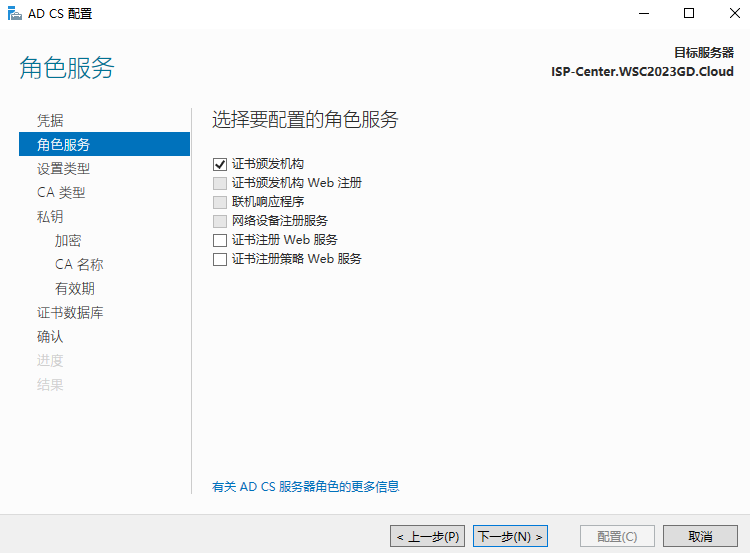 AD CS 配置
目标服务器
ISP-Center.WSC2023GD.Cloud
角色服务
凭据
角色服务
设置类型
CA 类型
私钥
加密
CA 名称
有效期
证书数据库
确认
进度
结果
选择要配置的角色服务
证书颁发机构
证书颁发机构 Web 注册
联机响应程序
网络设备注册服务
证书注册 Web 服务
证书注册策略 Web 服务
有关 AD CS 服务器角色的更多信息
< 上一步(P)
下一步(N) >
配置(C)
取消